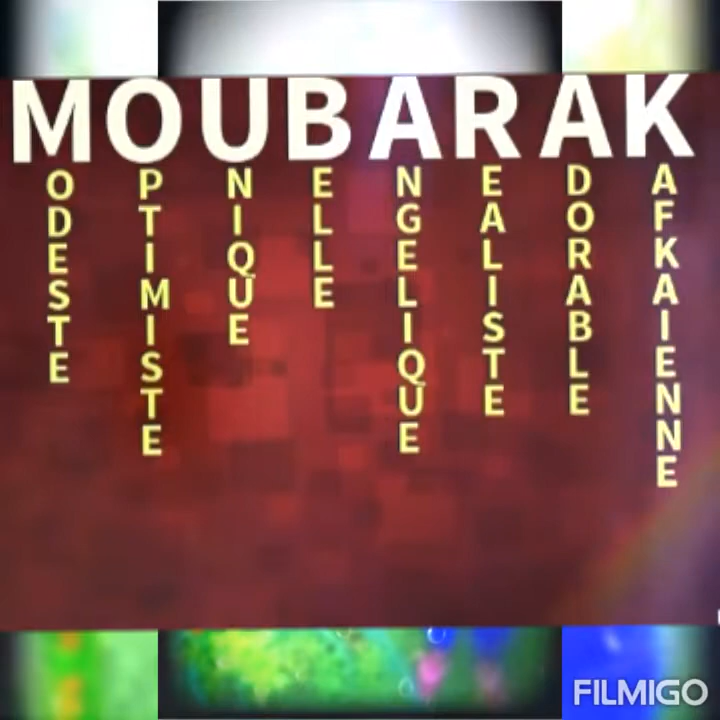 MOUBARAK
ODESTE
PTIMISTE
NIQUE
ELLE
NGELIQUE
EALISTE
DORABLE
AFKAIENNE
FILMIGO